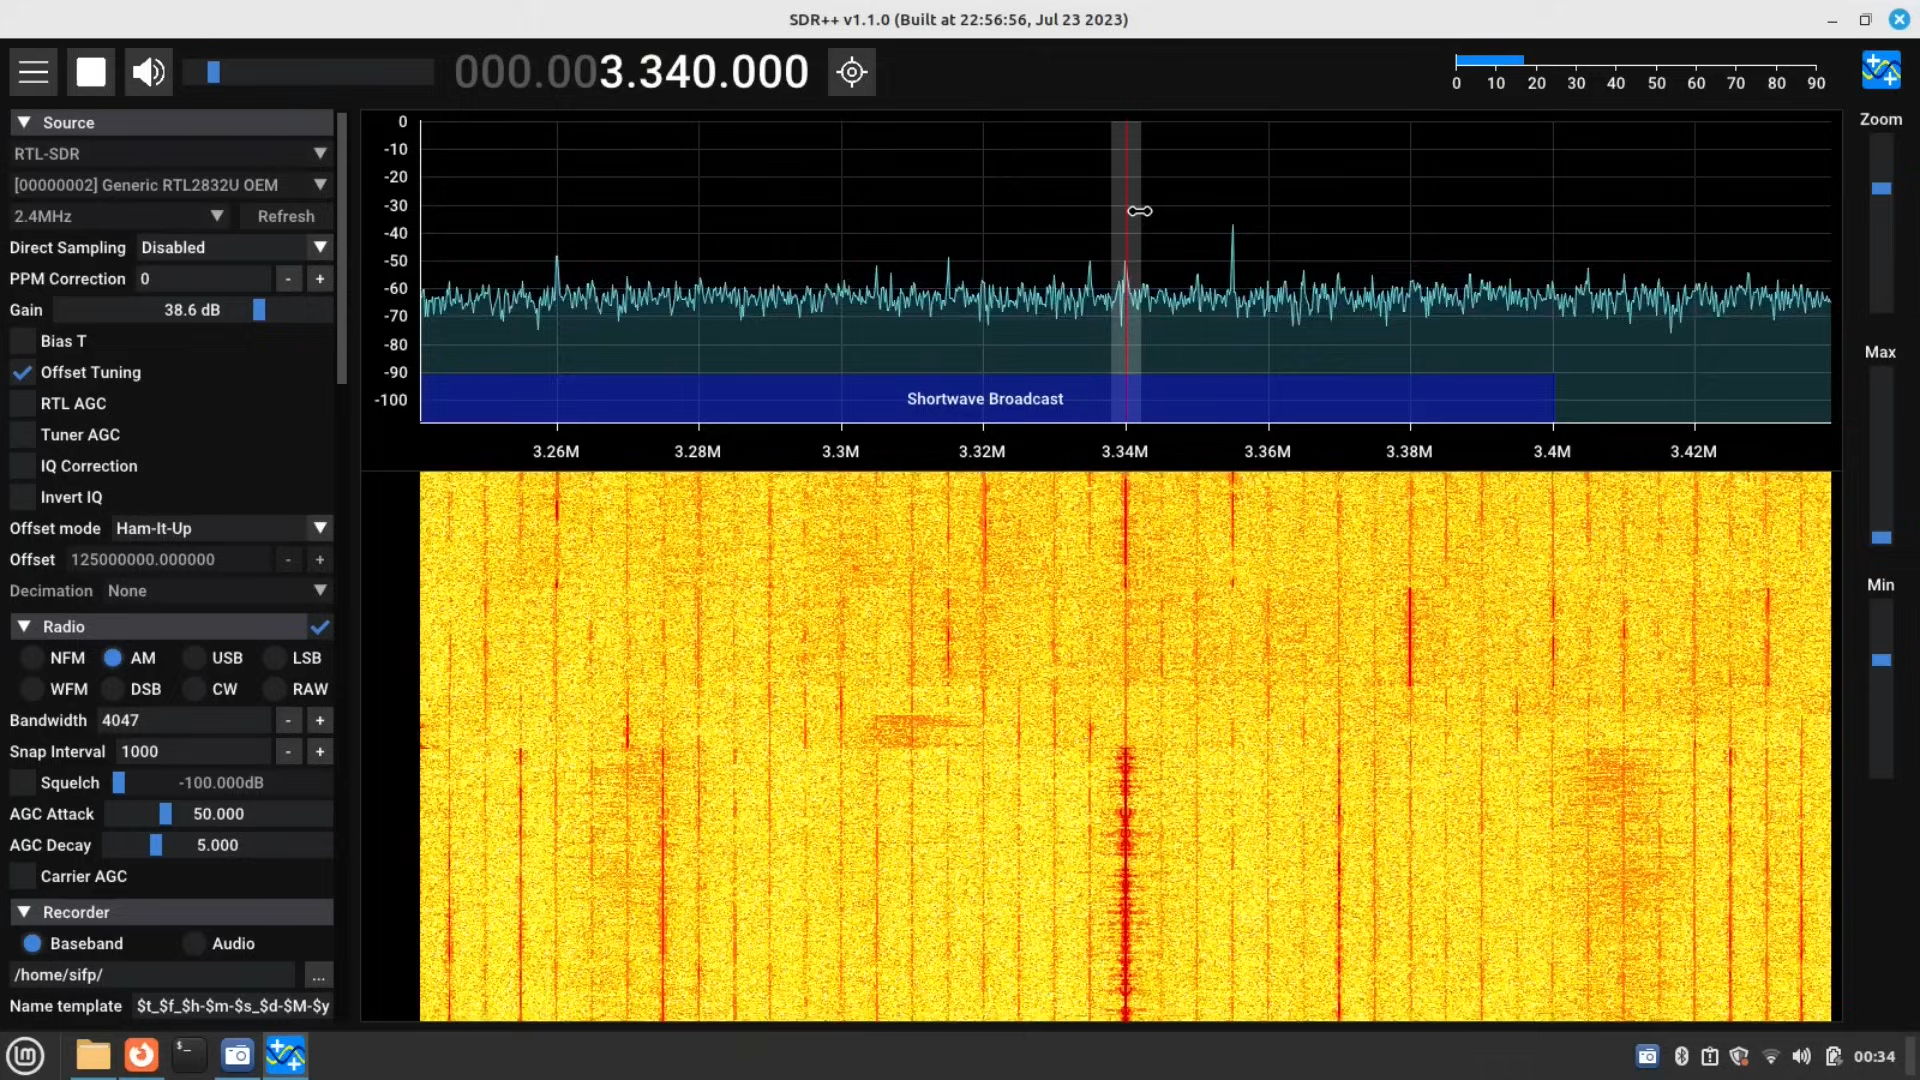 SDR++ v1.1.0 (Built at 22:56:56, Jul 23 2023)
000.003.340.000
0 10 20 30 40 50 60 70 80 90
Source
RTL-SDR
[00000002] Generic RTL2832U OEM
2.4MHz Refresh
Direct Sampling Disabled
PPM Correction 0 - +
Gain 38.6 dB
Bias T
Offset Tuning
RTL AGC
Tuner AGC
IQ Correction
Invert IQ
Offset mode Ham-It-Up
Offset 125000000.000000 - +
Decimation None
Radio
NFM AM USB LSB
WFM DSB CW RAW
Bandwidth 4047 - +
Snap Interval 1000 - +
Squelch -100.000dB
AGC Attack 50.000
AGC Decay 5.000
Carrier AGC
Recorder
Baseband Audio
/home/sifp/ ...
Name template $t_$f_$h-$m-$s_$d-$M-$y
0
-10
-20
-30
-40
-50
-60
-70
-80
-90
-100
Shortwave Broadcast
3.26M 3.28M 3.3M 3.32M 3.34M 3.36M 3.38M 3.4M 3.42M
Zoom
Max
Min
00:34